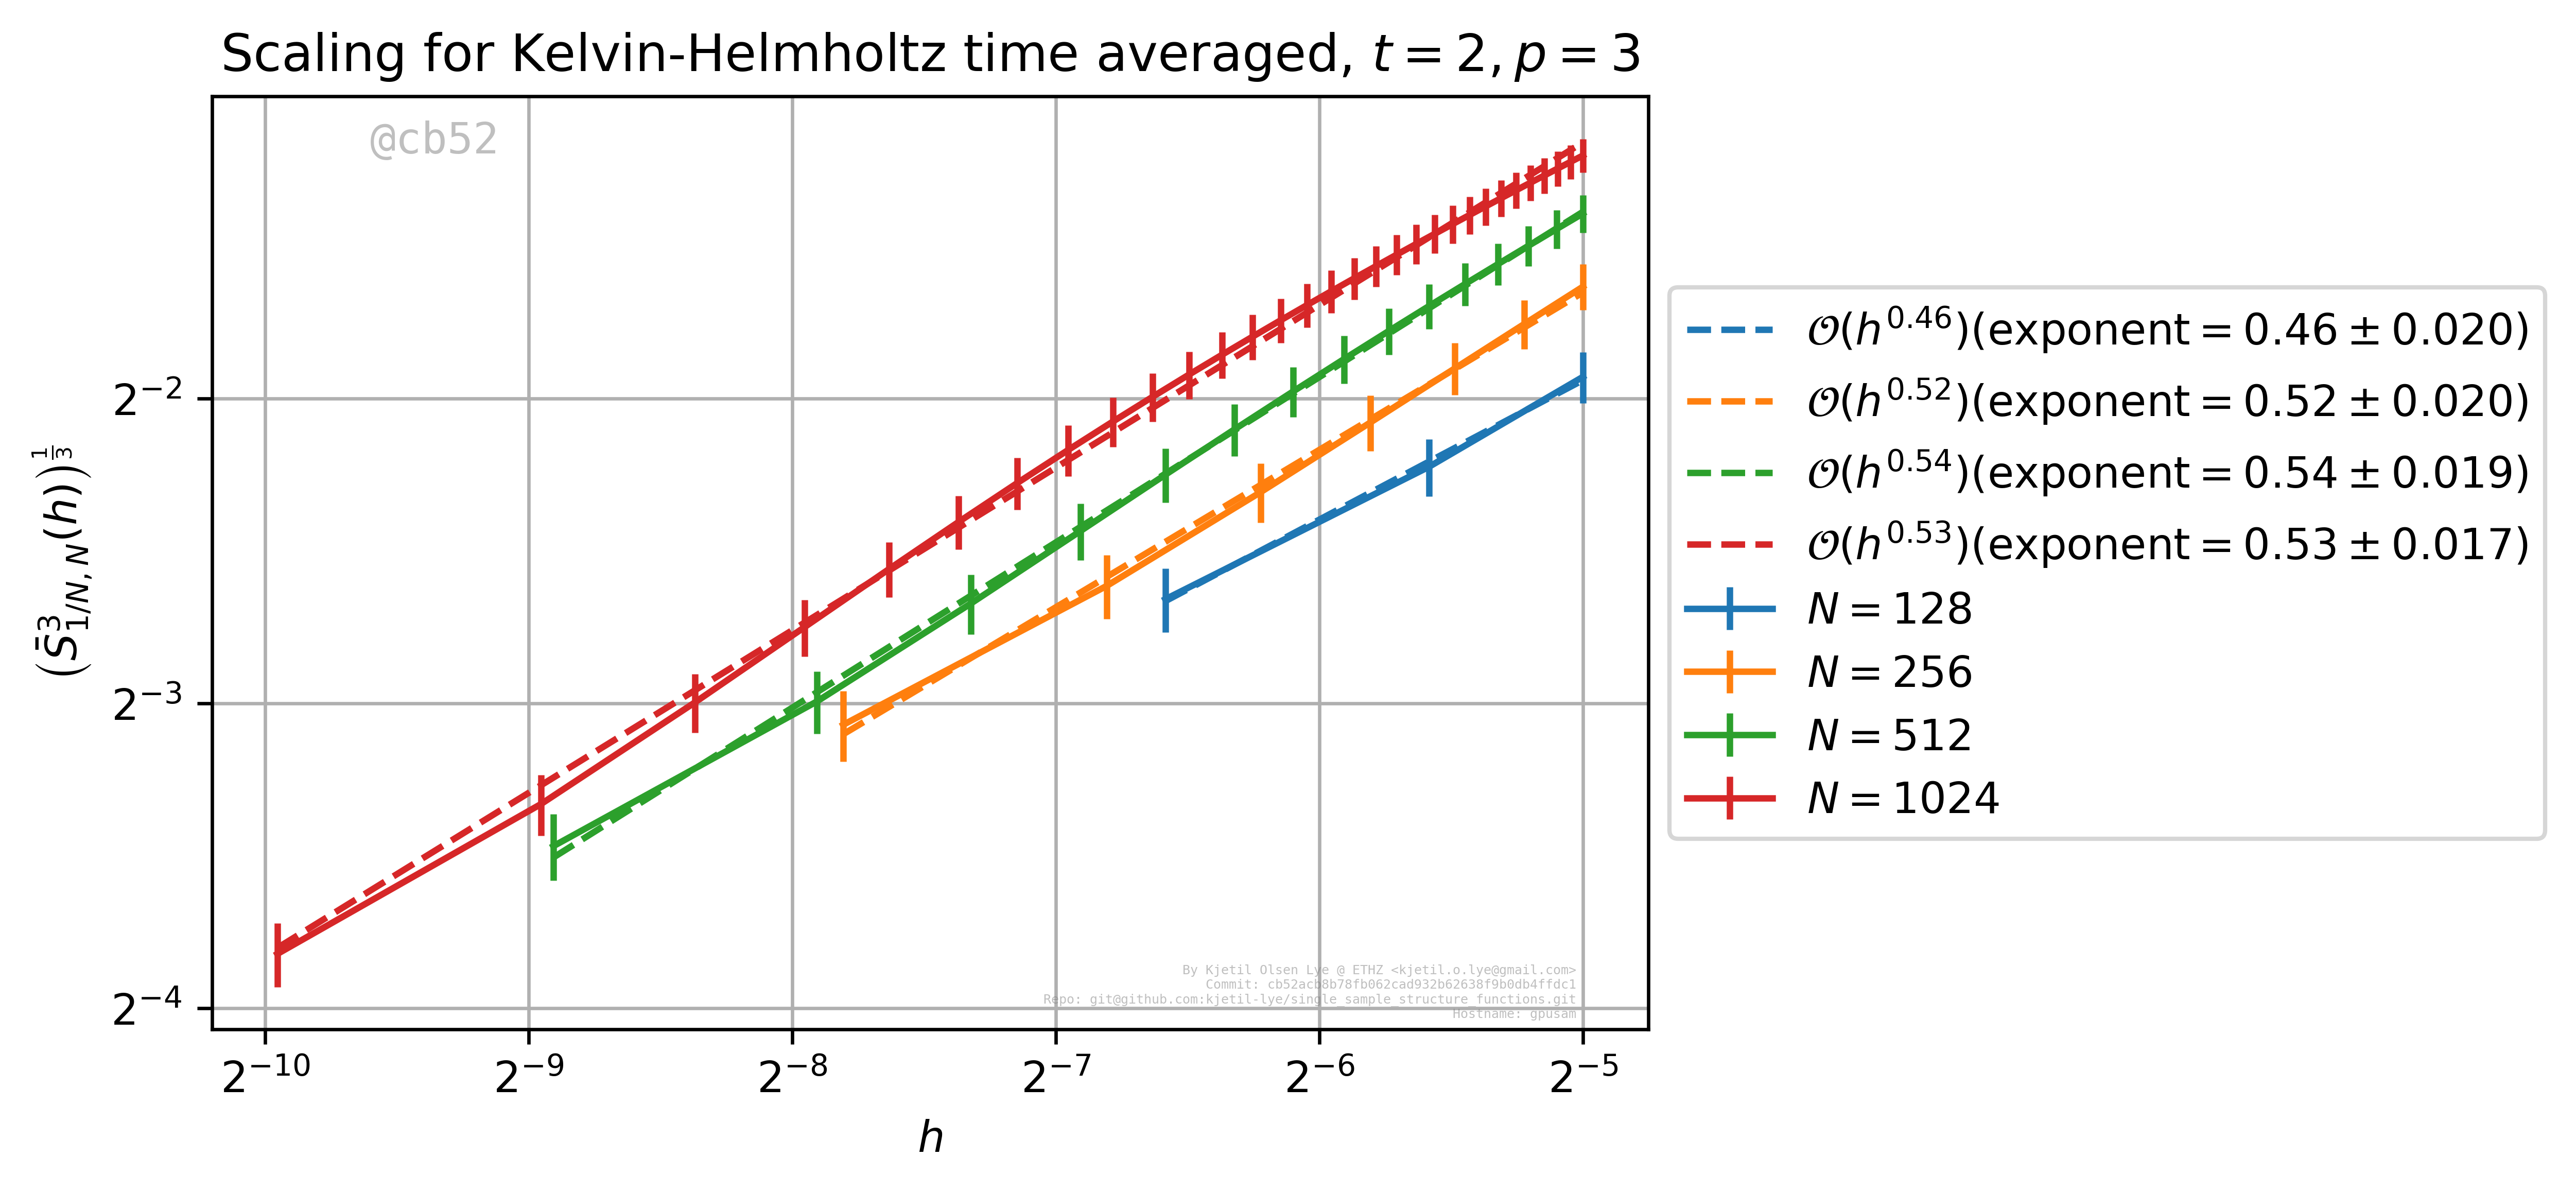 Scaling for Kelvin-Helmholtz time averaged, t = 2, p = 3
@cb52
2⁻²
2⁻³
2⁻⁴
(S̄³₁/N,N(h))^(1/3)
2⁻¹⁰ 2⁻⁹ 2⁻⁸ 2⁻⁷ 2⁻⁶ 2⁻⁵
h
By Kjetil Olsen Lye @ ETHZ <kjetil.o.lye@gmail.com>
Commit: cb52acb8b78fb062cad932b62638f9b0db4ffdc1
Repo: git@github.com:kjetil-lye/single_sample_structure_functions.git
Hostname: gpusam
𝒪(h^0.46)(exponent = 0.46 ± 0.020)
𝒪(h^0.52)(exponent = 0.52 ± 0.020)
𝒪(h^0.54)(exponent = 0.54 ± 0.019)
𝒪(h^0.53)(exponent = 0.53 ± 0.017)
N = 128
N = 256
N = 512
N = 1024